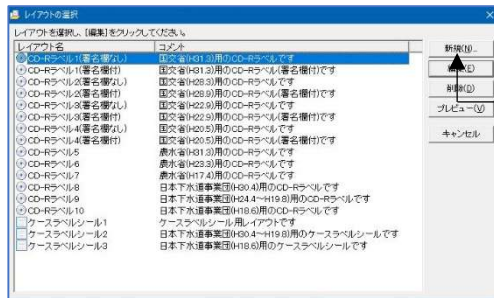 レイアウトの選択
レイアウトを選択し、[編集]をクリックしてください。
レイアウト名 コメント
CD-Rラベル1(署名欄なし) 国交省(H31.3)用のCD-Rラベルです
CD-Rラベル1(署名欄付) 国交省(H31.3)用のCD-Rラベル(署名欄付)です
CD-Rラベル2(署名欄なし) 国交省(H28.9)用のCD-Rラベルです
CD-Rラベル2(署名欄付) 国交省(H28.9)用のCD-Rラベル(署名欄付)です
CD-Rラベル3(署名欄なし) 国交省(H22.9)用のCD-Rラベルです
CD-Rラベル3(署名欄付) 国交省(H22.9)用のCD-Rラベル(署名欄付)です
CD-Rラベル4(署名欄なし) 国交省(H20.5)用のCD-Rラベルです
CD-Rラベル4(署名欄付) 国交省(H20.5)用のCD-Rラベル(署名欄付)です
CD-Rラベル5 農水省(H31.3)用のCD-Rラベルです
CD-Rラベル6 農水省(H23.3)用のCD-Rラベルです
CD-Rラベル7 農水省(H17.4)用のCD-Rラベルです
CD-Rラベル8 日本下水道事業団(H30.4)用のCD-Rラベルです
CD-Rラベル9 日本下水道事業団(H24.4～H19.8)用のCD-Rラベルです
CD-Rラベル10 日本下水道事業団(H18.6)用のCD-Rラベルです
ケースラベルシール1 ケースラベルシール用レイアウトです
ケースラベルシール2 日本下水道事業団(H30.4～H19.8)用のケースラベルシールです
ケースラベルシール3 日本下水道事業団(H18.6)用のケースラベルシールです
新規(N)...
(E)
削除(D)
プレビュー(V)
キャンセル